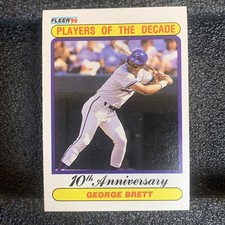 FLEER'90
PLAYERS OF THE DECADE
10th Anniversary
GEORGE BRETT